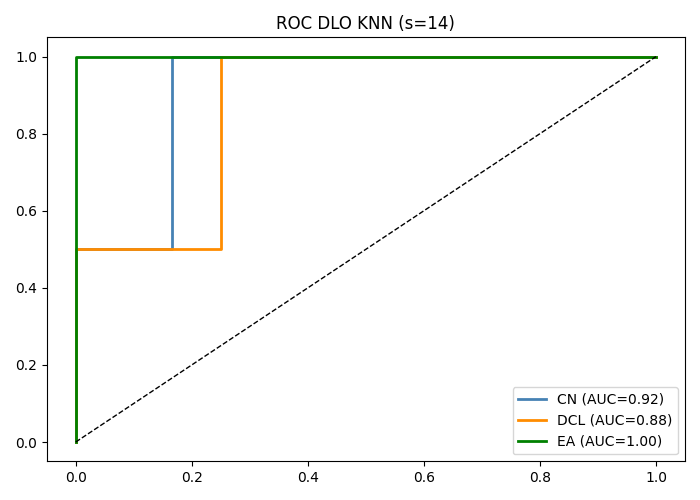 ROC DLO KNN (s=14)
1.0
0.8
0.6
0.4
0.2
0.0
0.0 0.2 0.4 0.6 0.8 1.0
CN (AUC=0.92)
DCL (AUC=0.88)
EA (AUC=1.00)